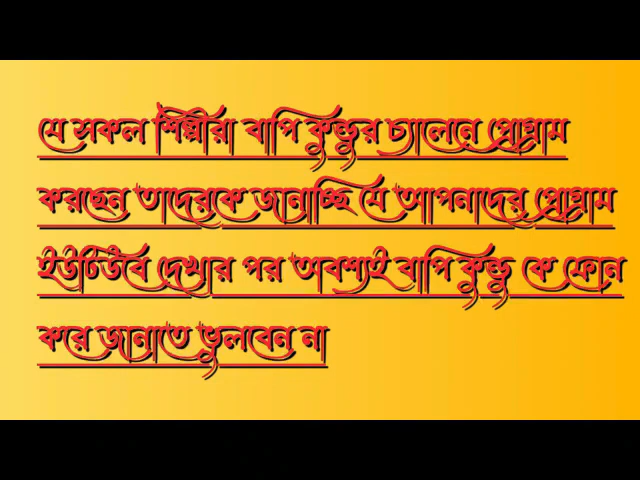 যে সকল শিল্পীরা বাপি কুন্ডুর চ্যালেনে প্রোগ্রাম
করছেন তাদেরকে জানাচ্ছি যে আপনাদের প্রোগ্রাম
ইউটিউবে দেখার পর অবশ্যই বাপি কুন্ডু কে ফোন
করে জানাতে ভুলবেন না